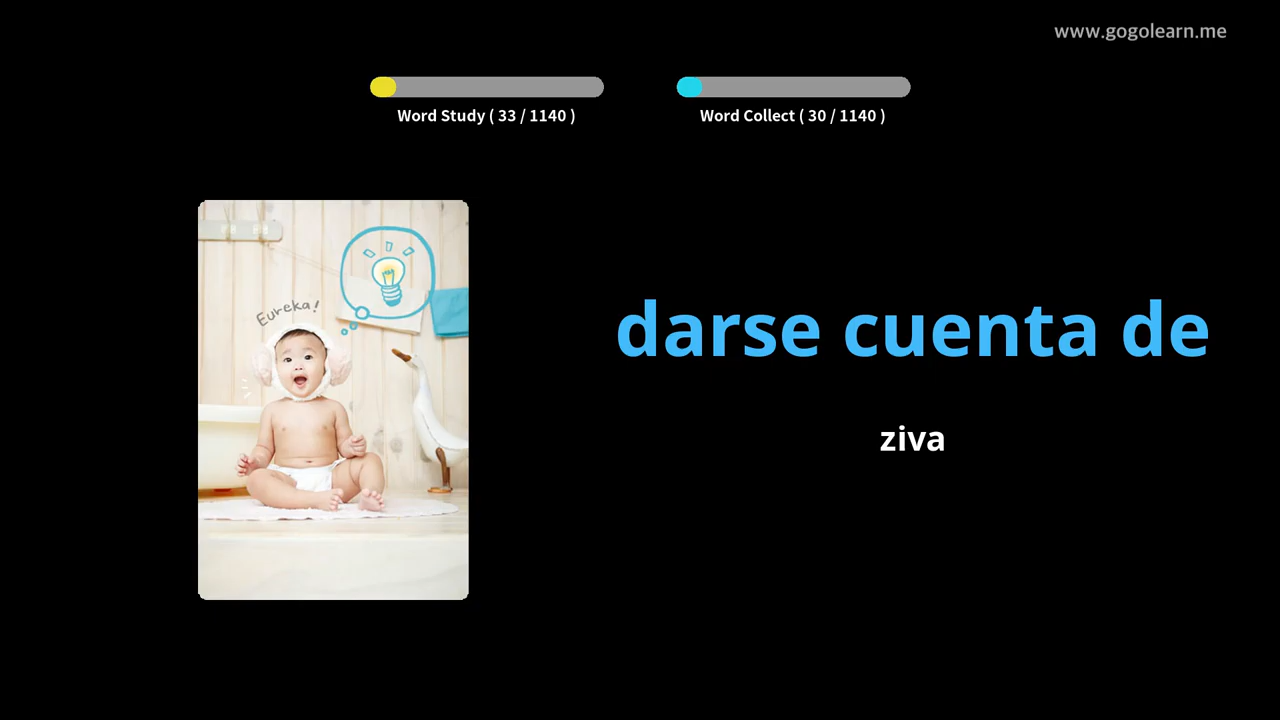 www.gogolearn.me
Word Study ( 33 / 1140 )
Word Collect ( 30 / 1140 )
Eureka!
darse cuenta de
ziva